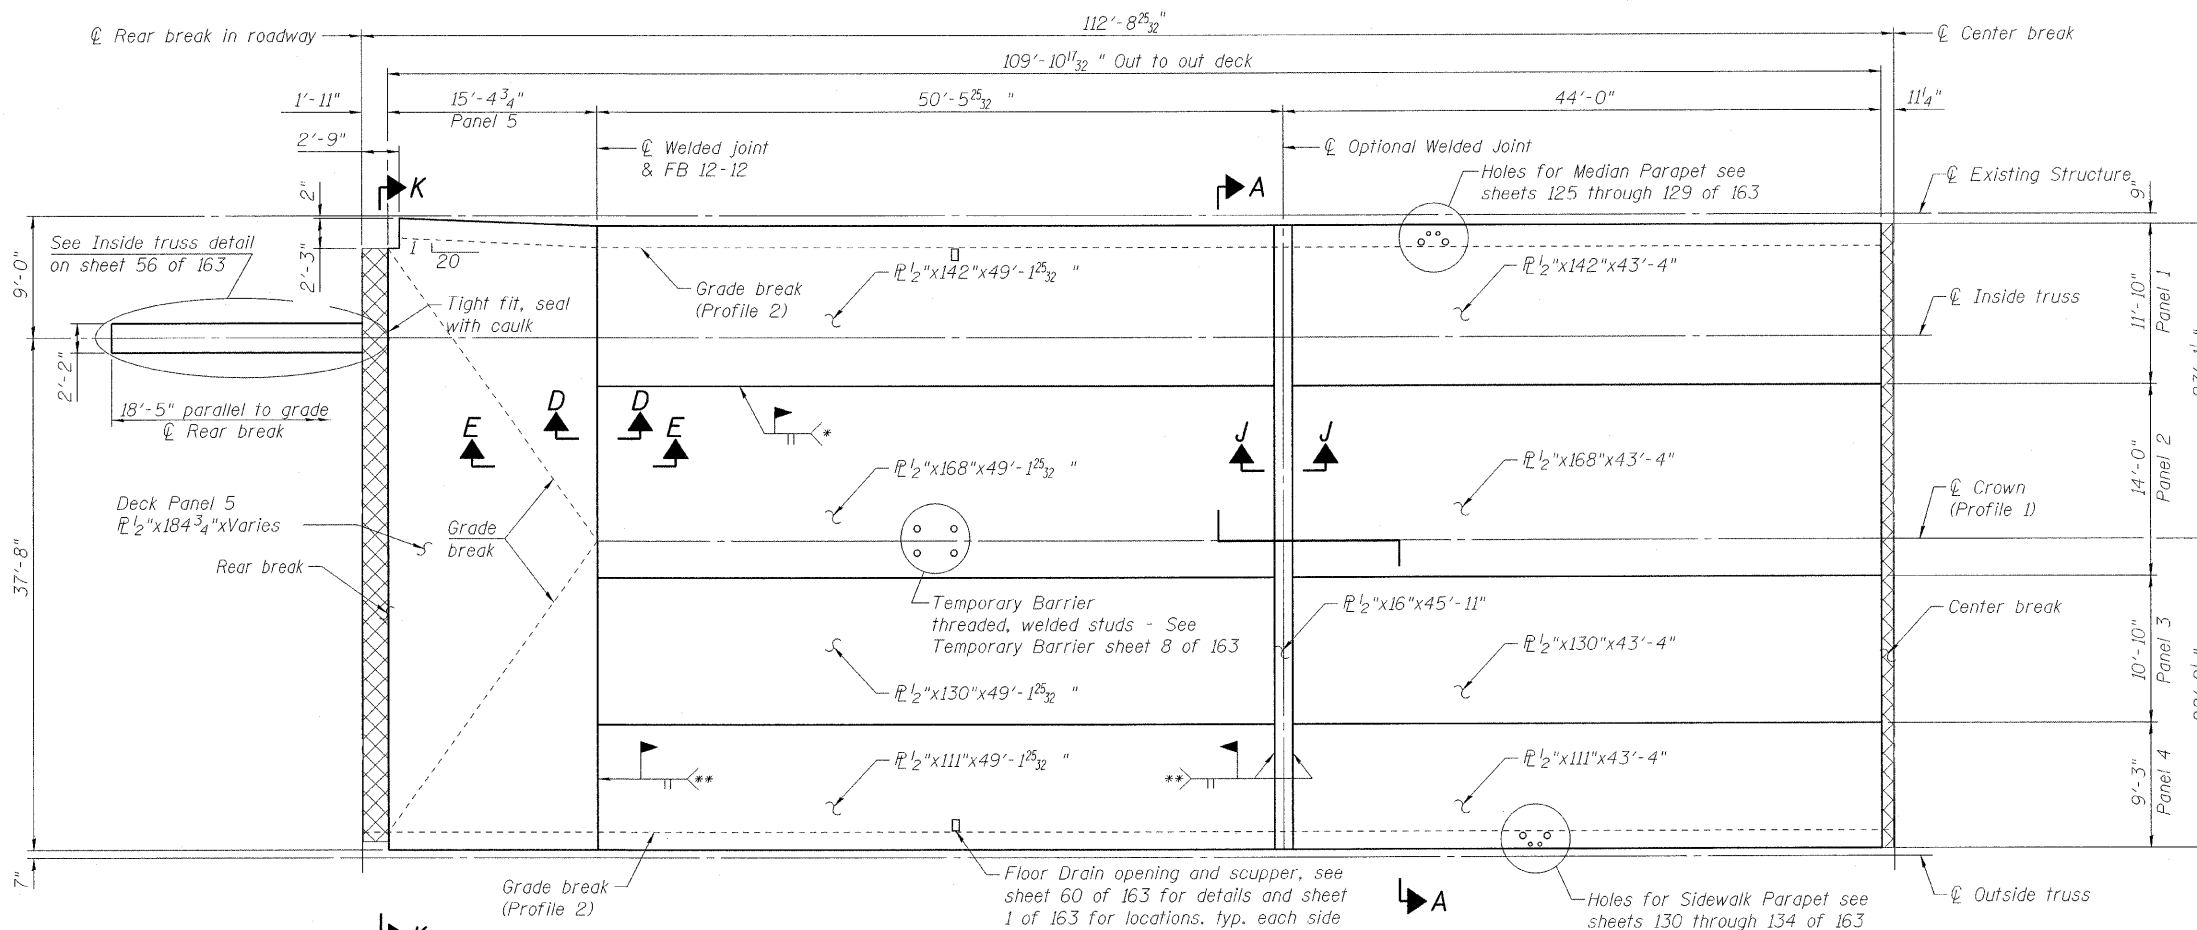 112'-8 25/32"
℄ Rear break in roadway
℄ Center break
109'-10 17/32 " Out to out deck
1'-11"
15'-4 3/4"
Panel 5
50'-5 25/32 "
44'-0"
11 1/4"
2'-9"
℄ Welded joint
& FB 12-12
℄ Optional Welded Joint
Holes for Median Parapet see
sheets 125 through 129 of 163
℄ Existing Structure
K
A
2"
9"
See Inside truss detail
on sheet 56 of 163
2'-3"
1
20
9'-0"
Tight fit, seal
with caulk
Grade break
(Profile 2)
℄ Inside truss
PL 1/2"x142"x49'-1 25/32 "
PL 1/2"x142"x43'-4"
11'-10"
Panel 1
2'-2"
18'-5" parallel to grade
℄ Rear break
D
D
E
E
*
J
J
PL 1/2"x168"x49'-1 25/32 "
PL 1/2"x168"x43'-4"
14'-0"
Panel 2
℄ Crown
(Profile 1)
Deck Panel 5
PL 1/2"x184 3/4"xVaries
Grade
break
37'-8"
Rear break
Temporary Barrier
threaded, welded studs - See
Temporary Barrier sheet 8 of 163
PL 1/2"x16"x45'-11"
Center break
PL 1/2"x130"x43'-4"
10'-10"
Panel 3
PL 1/2"x130"x49'-1 25/32 "
PL 1/2"x111"x49'-1 25/32 "
PL 1/2"x111"x43'-4"
**
**
9'-3"
Panel 4
7"
Grade break
(Profile 2)
Floor Drain opening and scupper, see
sheet 60 of 163 for details and sheet
1 of 163 for locations. typ. each side
A
Holes for Sidewalk Parapet see
sheets 130 through 134 of 163
℄ Outside truss